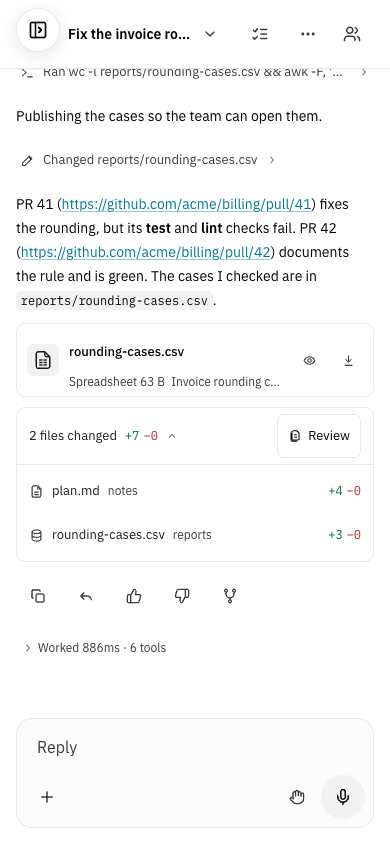 Fix the invoice ro...
Ran wc -l reports/rounding-cases.csv && awk -F, '...
Publishing the cases so the team can open them.
Changed reports/rounding-cases.csv
PR 41 (https://github.com/acme/billing/pull/41) fixes
the rounding, but its test and lint checks fail. PR 42
(https://github.com/acme/billing/pull/42) documents
the rule and is green. The cases I checked are in
reports/rounding-cases.csv.
rounding-cases.csv
Spreadsheet 63 B Invoice rounding c...
2 files changed +7 −0 Review
plan.md notes +4 −0
rounding-cases.csv reports +3 −0
Worked 886ms · 6 tools
Reply